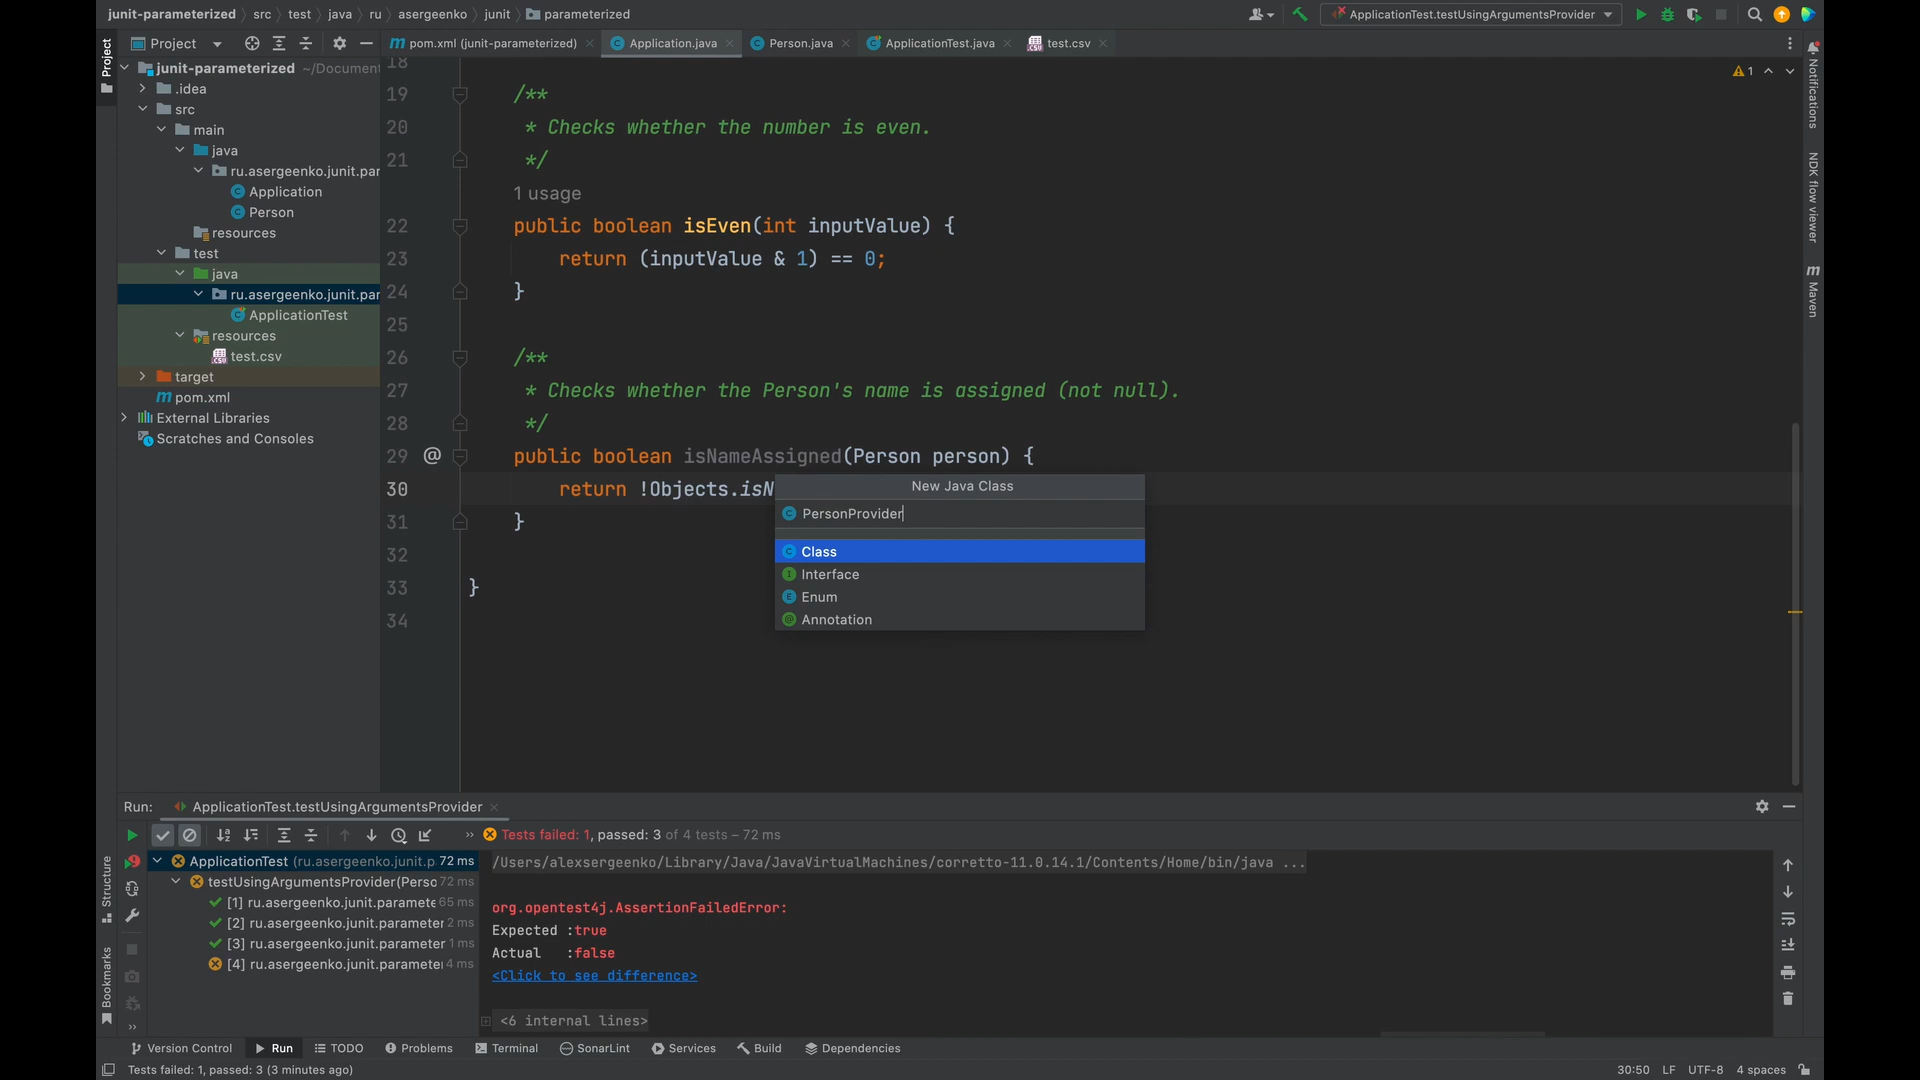 junit-parameterized
src
test
java
ru
asergeenko
junit
parameterized
ApplicationTest.testUsingArgumentsProvider
Project
pom.xml (junit-parameterized)
Application.java
Person.java
ApplicationTest.java
test.csv
Project
junit-parameterized ~/Document
.idea
src
main
java
ru.asergeenko.junit.par
Application
Person
resources
test
java
ru.asergeenko.junit.par
ApplicationTest
resources
test.csv
target
pom.xml
External Libraries
Scratches and Consoles
1
18
19 /**
20 * Checks whether the number is even.
21 */
1 usage
22 public boolean isEven(int inputValue) {
23 return (inputValue & 1) == 0;
24 }
25
26 /**
27 * Checks whether the Person's name is assigned (not null).
28 */
29 @ public boolean isNameAssigned(Person person) {
30 return !Objects.isN
31 }
32
33 }
34
New Java Class
PersonProvider
Class
Interface
Enum
Annotation
Notifications
NDK flow viewer
Maven
Run: ApplicationTest.testUsingArgumentsProvider
Tests failed: 1, passed: 3 of 4 tests – 72 ms
ApplicationTest (ru.asergeenko.junit.p 72 ms
testUsingArgumentsProvider(Perso 72 ms
[1] ru.asergeenko.junit.paramete 65 ms
[2] ru.asergeenko.junit.parameter 2 ms
[3] ru.asergeenko.junit.parameter 1 ms
[4] ru.asergeenko.junit.parameter 4 ms
/Users/alexsergeenko/Library/Java/JavaVirtualMachines/corretto-11.0.14.1/Contents/Home/bin/java ...
org.opentest4j.AssertionFailedError:
Expected :true
Actual   :false
<Click to see difference>
<6 internal lines>
Structure
Bookmarks
Version Control
Run
TODO
Problems
Terminal
SonarLint
Services
Build
Dependencies
Tests failed: 1, passed: 3 (3 minutes ago)
30:50 LF UTF-8 4 spaces